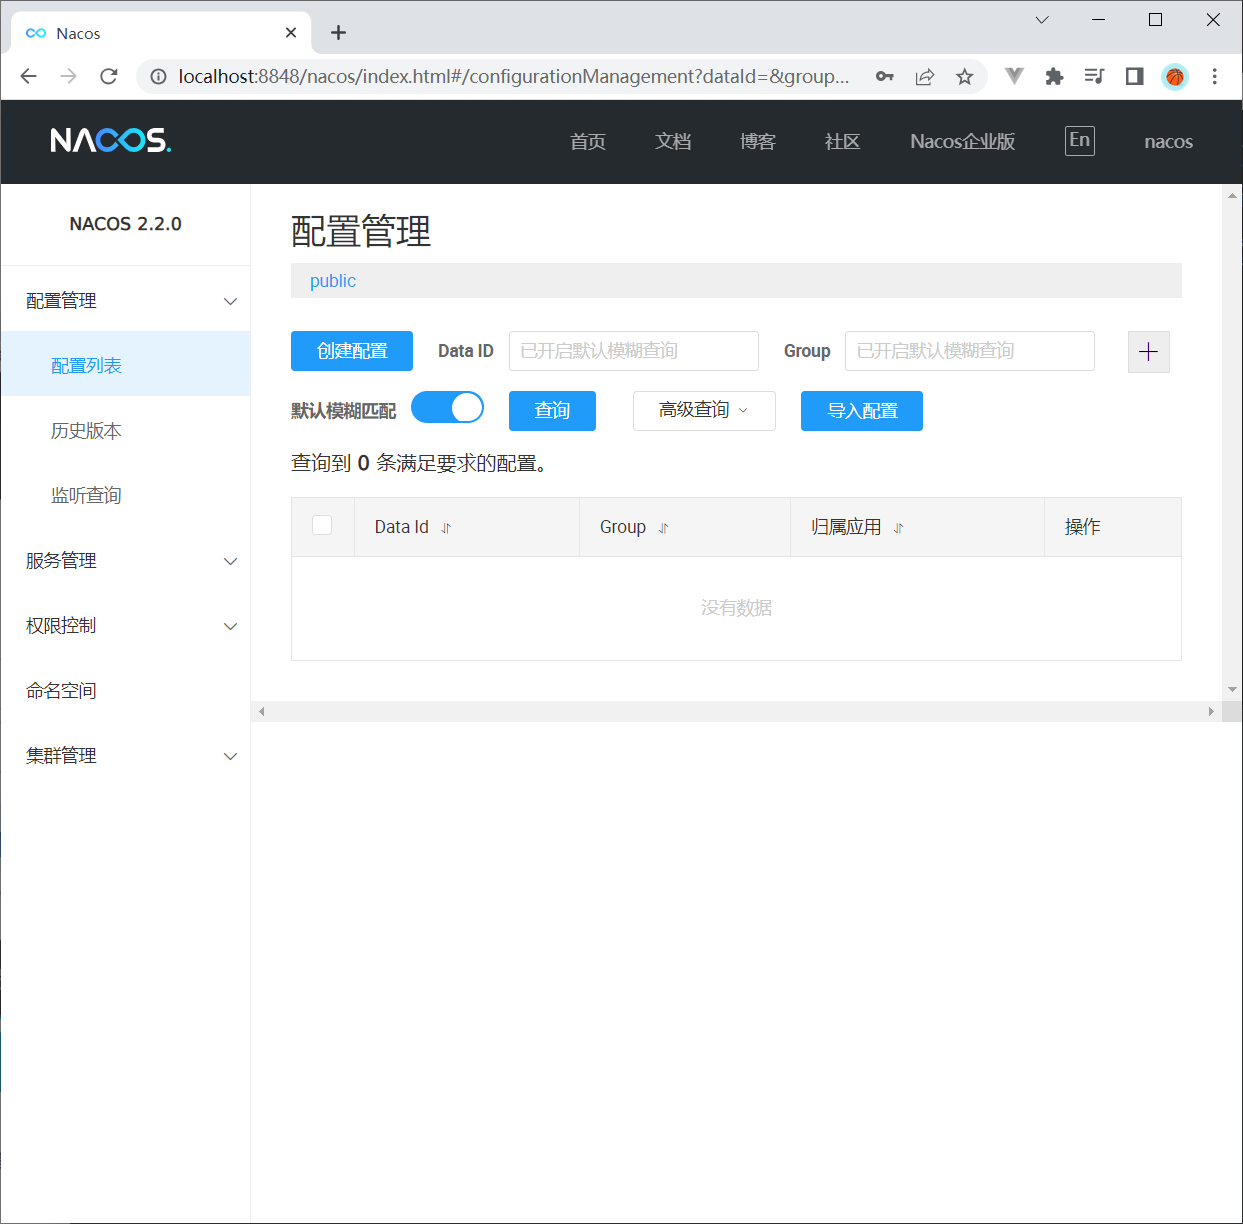 Nacos
localhost:8848/nacos/index.html#/configurationManagement?dataId=&group...
NACOS.
首页 文档 博客 社区 Nacos企业版 En nacos
NACOS 2.2.0
配置管理
配置列表
历史版本
监听查询
服务管理
权限控制
命名空间
集群管理
配置管理
public
创建配置 Data ID 已开启默认模糊查询 Group 已开启默认模糊查询
默认模糊匹配 查询 高级查询 导入配置
查询到 0 条满足要求的配置。
Data Id Group 归属应用 操作
没有数据